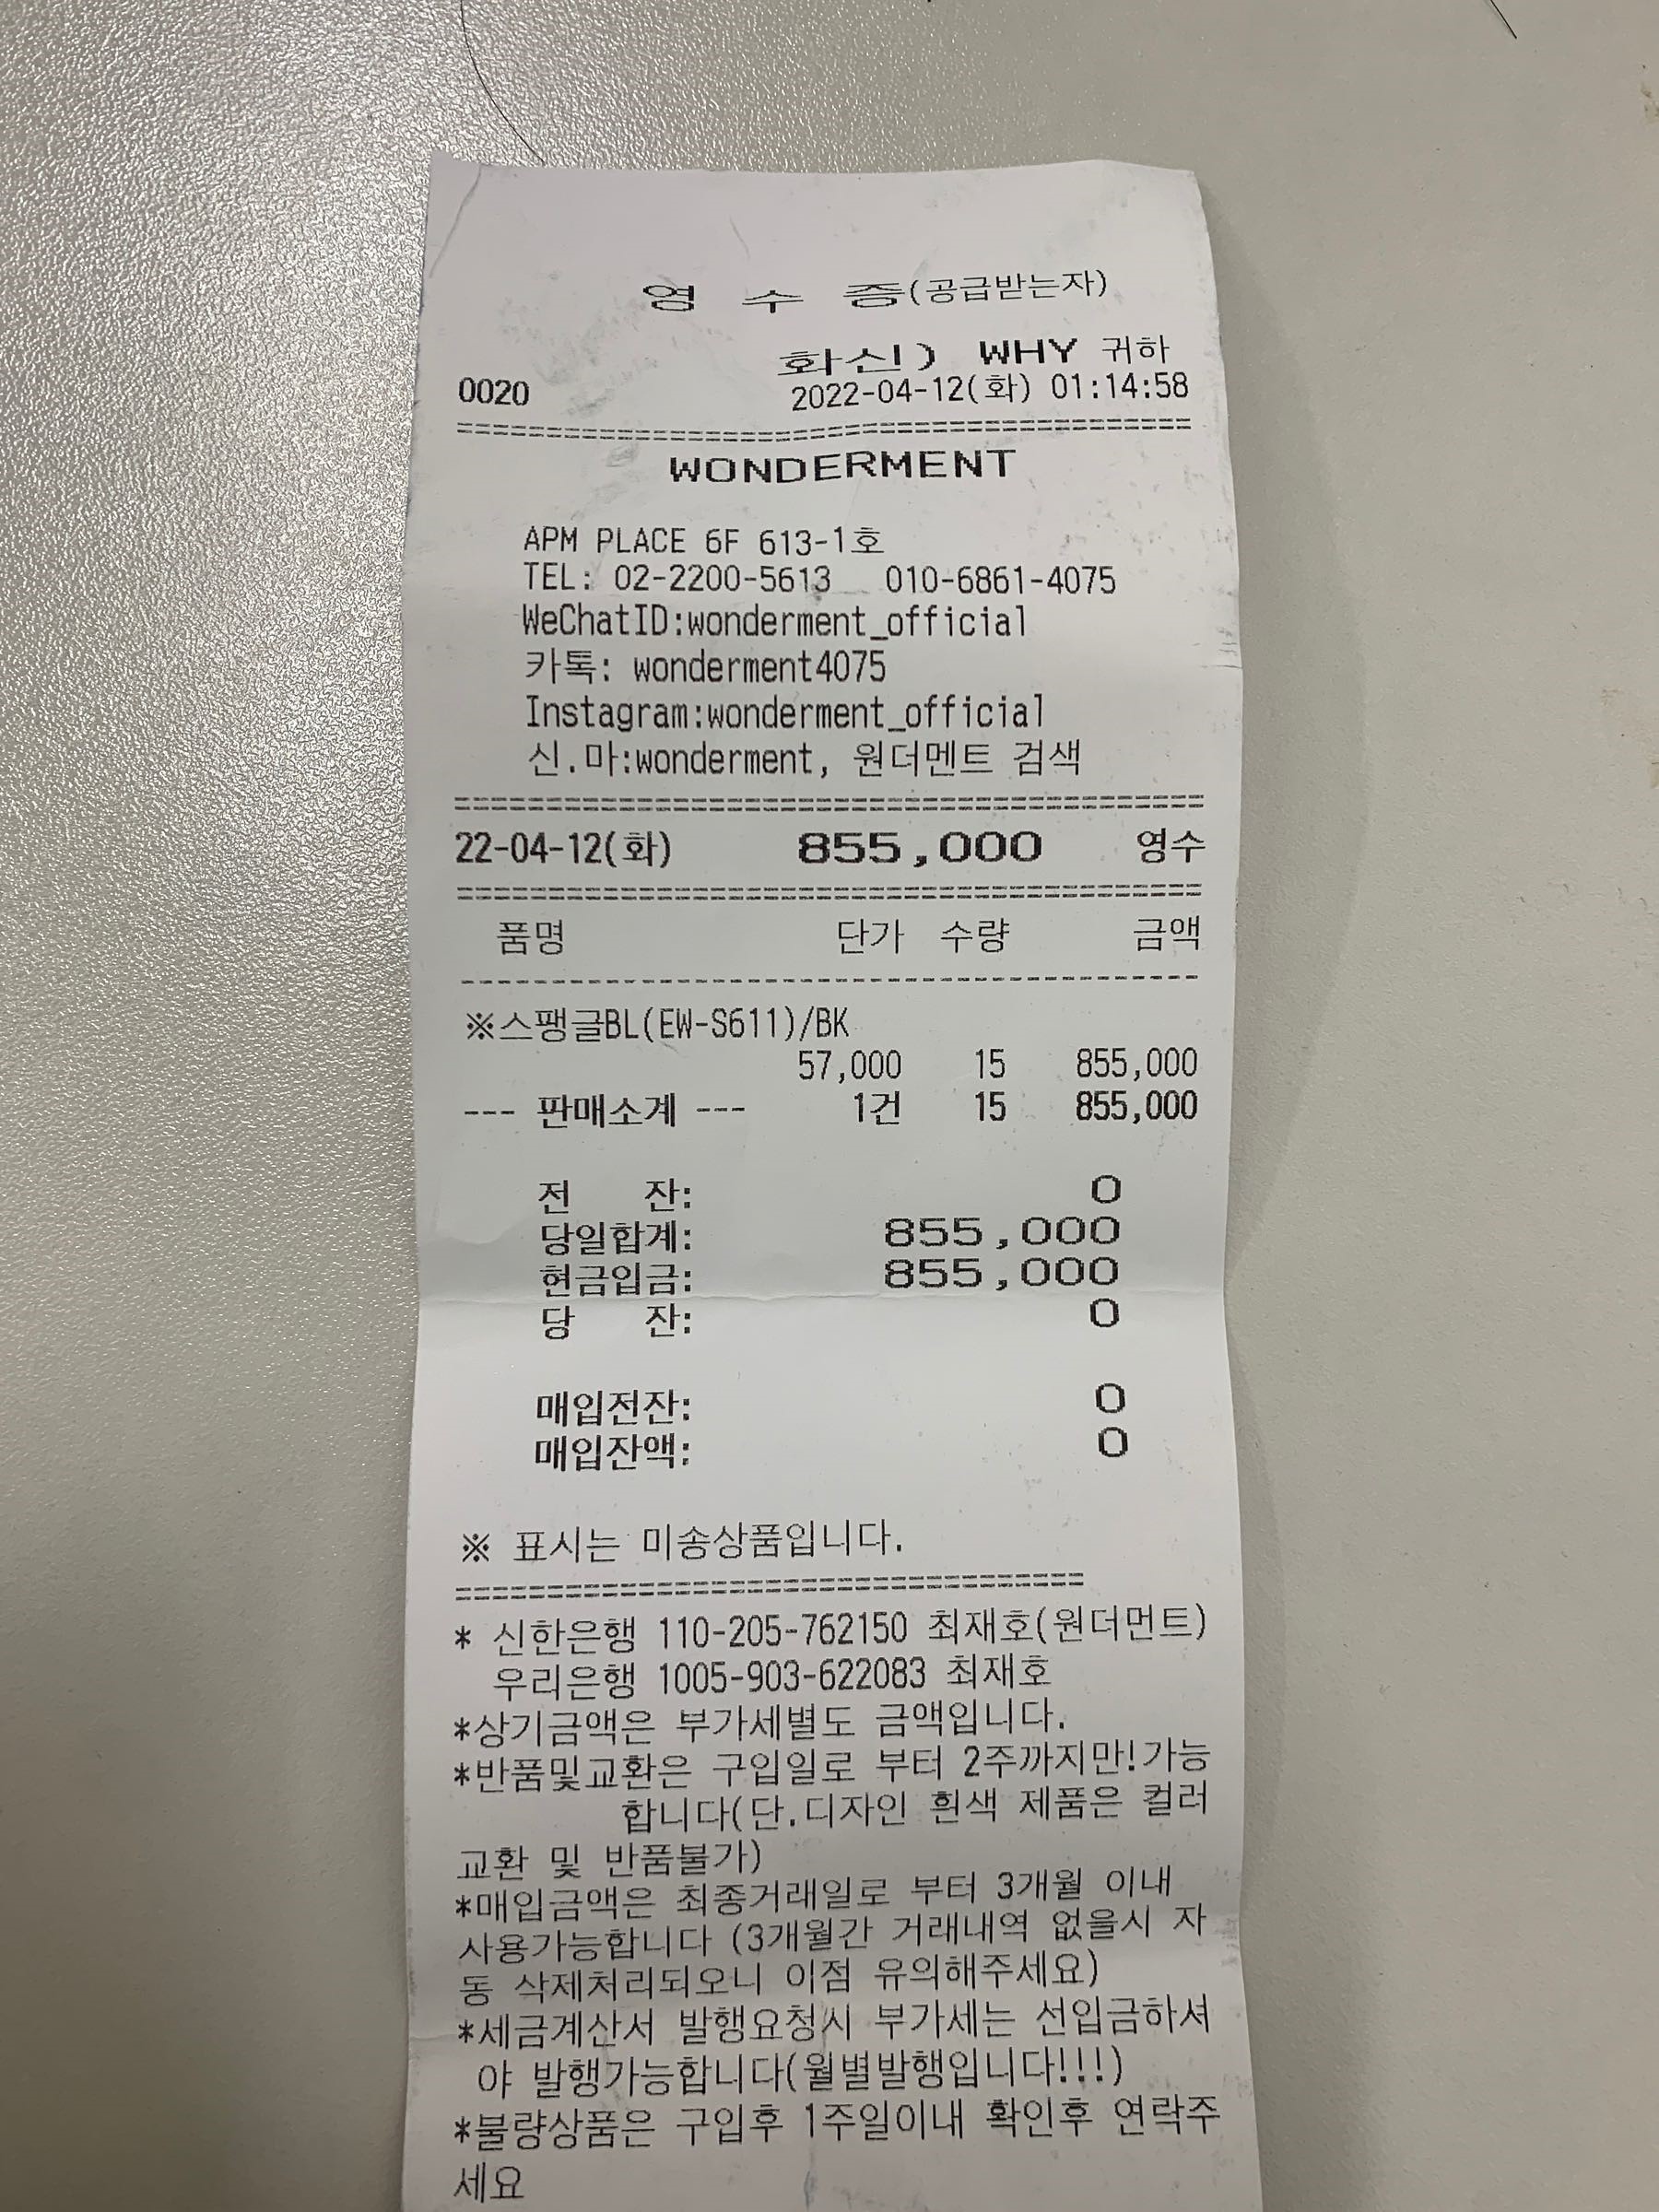 영 수 증(공급받는자)
화신) WHY 귀하
0020 2022-04-12(화) 01:14:58
WONDERMENT
APM PLACE 6F 613-1호
TEL: 02-2200-5613 010-6861-4075
WeChatID:wonderment_official
카톡: wonderment4075
Instagram:wonderment_official
신.마:wonderment, 원더멘트 검색
22-04-12(화) 855,000 영수
품명 단가 수량 금액
※스팽글BL(EW-S611)/BK
57,000 15 855,000
--- 판매소계 --- 1건 15 855,000
전 잔: 0
당일합계: 855,000
현금입금: 855,000
당 잔: 0
매입전잔: 0
매입잔액: 0
※ 표시는 미송상품입니다.
* 신한은행 110-205-762150 최재호(원더먼트)
우리은행 1005-903-622083 최재호
*상기금액은 부가세별도 금액입니다.
*반품및교환은 구입일로 부터 2주까지만!가능
합니다(단.디자인 흰색 제품은 컬러
교환 및 반품불가)
*매입금액은 최종거래일로 부터 3개월 이내
사용가능합니다 (3개월간 거래내역 없을시 자
동 삭제처리되오니 이점 유의해주세요)
*세금계산서 발행요청시 부가세는 선입금하셔
야 발행가능합니다(월별발행입니다!!!)
*불량상품은 구입후 1주일이내 확인후 연락주
세요